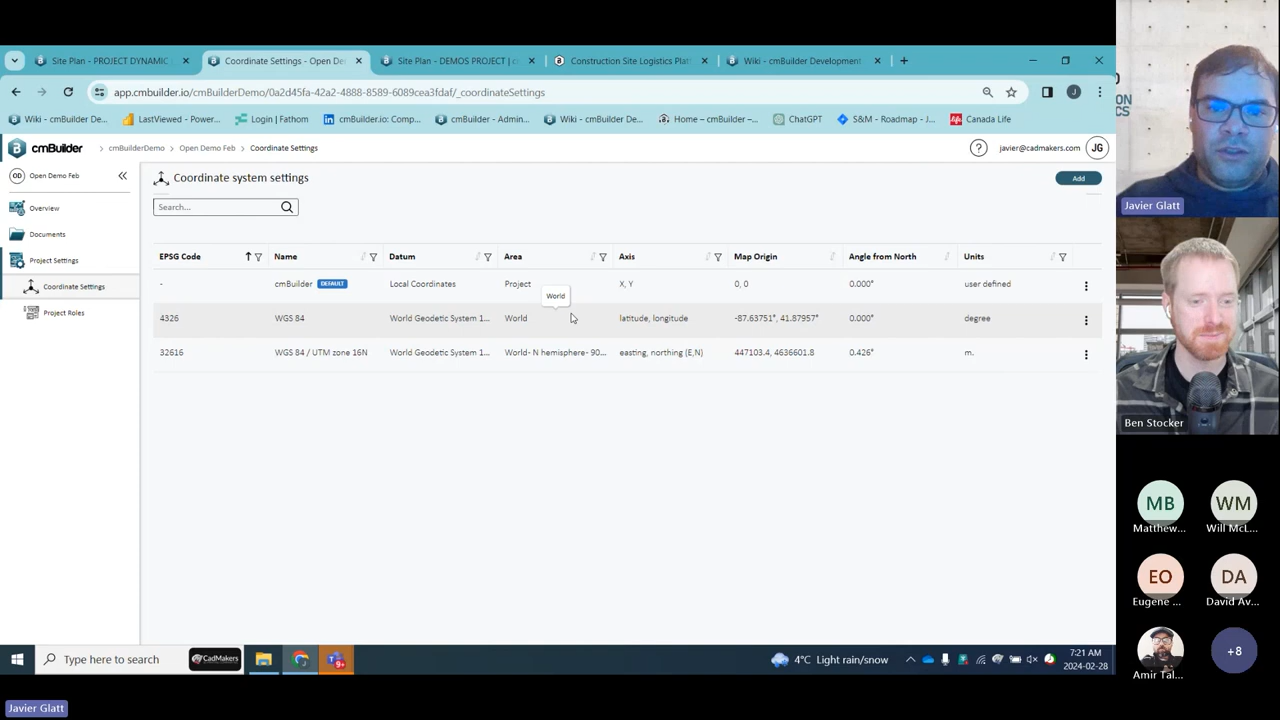 Site Plan - PROJECT DYNAMIC
Coordinate Settings - Open De
Site Plan - DEMOS PROJECT | c
Construction Site Logistics Plat
Wiki - cmBuilder Development
app.cmbuilder.io/cmBuilderDemo/0a2d45fa-42a2-4888-8589-6089cea3fdaf/_coordinateSettings
Wiki - cmBuilder De...
LastViewed - Power...
Login | Fathom
cmBuilder.io: Comp...
cmBuilder - Admin...
Wiki - cmBuilder De...
Home – cmBuilder –...
ChatGPT
S&M - Roadmap - J...
Canada Life
cmBuilder
cmBuilderDemo
Open Demo Feb
Coordinate Settings
javier@cadmakers.com
JG
OD
Open Demo Feb
Coordinate system settings
Add
Overview
Search...
Documents
Project Settings
Coordinate Settings
Project Roles
EPSG Code Name Datum Area Axis Map Origin Angle from North Units
- cmBuilder DEFAULT Local Coordinates Project X, Y 0, 0 0.000° user defined
World
4326 WGS 84 World Geodetic System 1... World latitude, longitude -87.63751°, 41.87957° 0.000° degree
32616 WGS 84 / UTM zone 16N World Geodetic System 1... World- N hemisphere- 90... easting, northing (E,N) 447103.4, 4636601.8 0.426° m.
Type here to search
CadMakers
9+
4°C Light rain/snow
7:21 AM
2024-02-28
Javier Glatt
Ben Stocker
MB
Matthew...
WM
Will McL...
EO
Eugene ...
DA
David Av...
Amir Tal...
+8
Javier Glatt